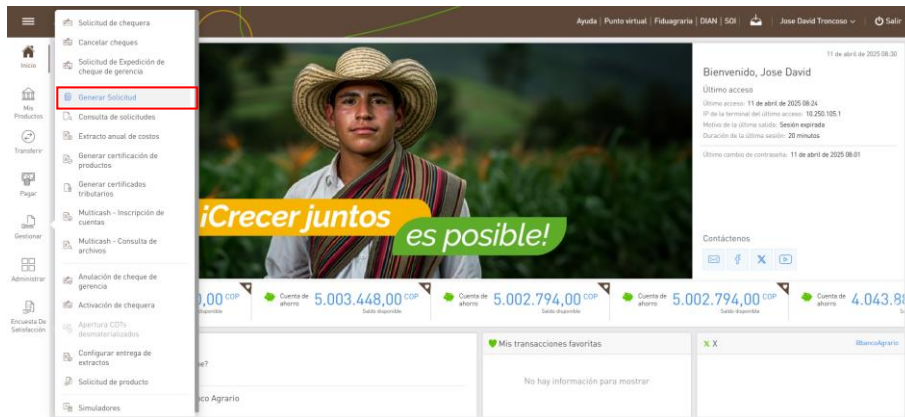 Ayuda | Punto virtual | Fiduagraria | DIAN | SOI |
Jose David Troncoso
Salir
Inicio
Mis
Productos
Transferir
Pagar
Gestionar
Administrar
Encuesta De
Satisfacción
Solicitud de chequera
Cancelar cheques
Solicitud de Expedición de
cheque de gerencia
Generar Solicitud
Consulta de solicitudes
Extracto anual de costos
Generar certificación de
productos
Generar certificados
tributarios
Multicash - Inscripción de
cuentas
Multicash - Consulta de
archivos
Anulación de cheque de
gerencia
Activación de chequera
Apertura CDTs
desmaterializados
Configurar entrega de
extractos
Solicitud de producto
Simuladores
¡Crecer juntos
es posible!
11 de abril de 2025 08:30
Bienvenido, Jose David
Último acceso
Último acceso: 11 de abril de 2025 08:24
IP de la terminal del último acceso: 10.250.105.1
Motivo de la última salida: Sesión expirada
Duración de la última sesión: 20 minutos
Último cambio de contraseña: 11 de abril de 2025 08:01
Contáctenos
0,00 COP
disponible
Cuenta de
ahorro
5.003.448,00 COP
Saldo disponible
Cuenta de
ahorro
5.002.794,00 COP
Saldo disponible
Cuenta de
ahorro
5.002.794,00 COP
Saldo disponible
Cuenta de
ahorro
4.043.98
Mis transacciones favoritas
No hay información para mostrar
X
@BancoAgrario
se?
nco Agrario